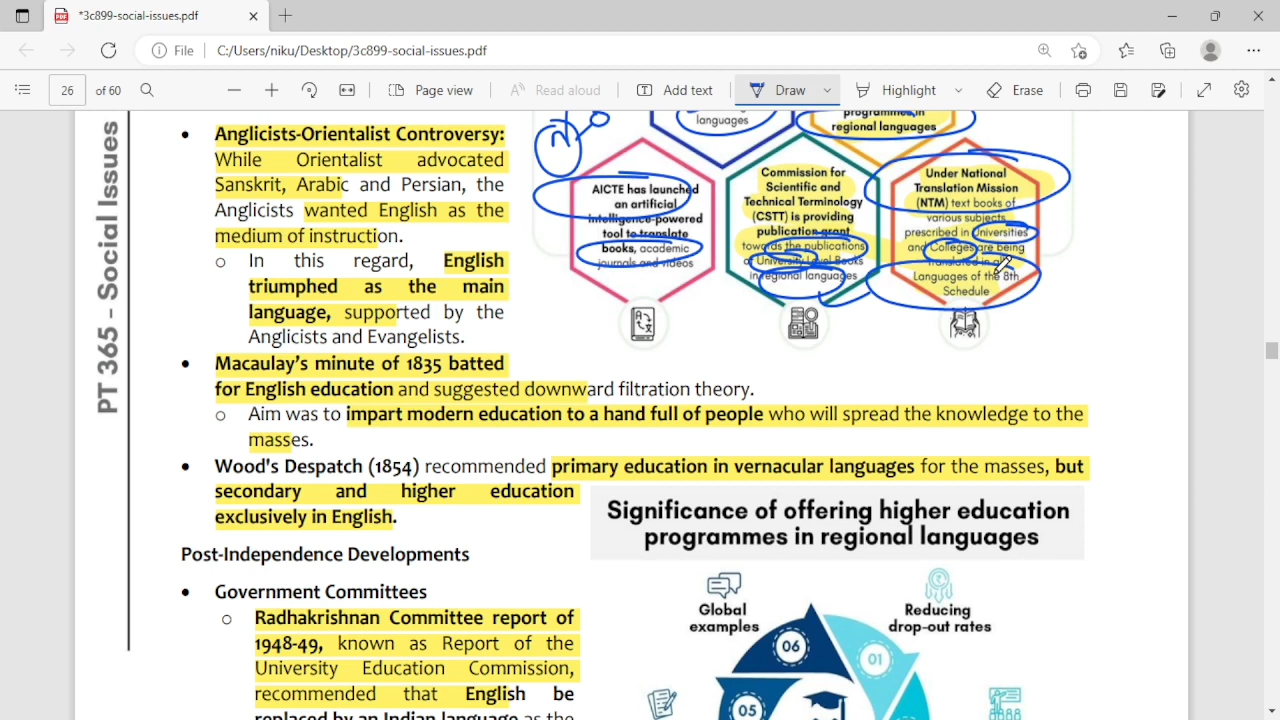 *3c899-social-issues.pdf
File
C:/Users/niku/Desktop/3c899-social-issues.pdf
26
of 60
Page view
Read aloud
Add text
Draw
Highlight
Erase
PT 365 - Social Issues
• Anglicists-Orientalist Controversy:
While Orientalist advocated
Sanskrit, Arabic and Persian, the
Anglicists wanted English as the
medium of instruction.
o In this regard, English
triumphed as the main
language, supported by the
Anglicists and Evangelists.
languages
programmes in
regional languages
AICTE has launched
an artificial
intelligence-powered
tool to translate
books, academic
journals and videos
Commission for
Scientific and
Technical Terminology
(CSTT) is providing
publication grant
towards the publications
of University Level Books
in regional languages
Under National
Translation Mission
(NTM) text books of
various subjects
prescribed in Universities
and Colleges are being
translated in all
Languages of the 8th
Schedule
• Macaulay's minute of 1835 batted
for English education and suggested downward filtration theory.
o Aim was to impart modern education to a hand full of people who will spread the knowledge to the
masses.
• Wood's Despatch (1854) recommended primary education in vernacular languages for the masses, but
secondary and higher education
exclusively in English.
Post-Independence Developments
• Government Committees
o Radhakrishnan Committee report of
1948-49, known as Report of the
University Education Commission,
recommended that English be
replaced by an Indian language as the
Significance of offering higher education
programmes in regional languages
Global
examples
Reducing
drop-out rates
06
01
05